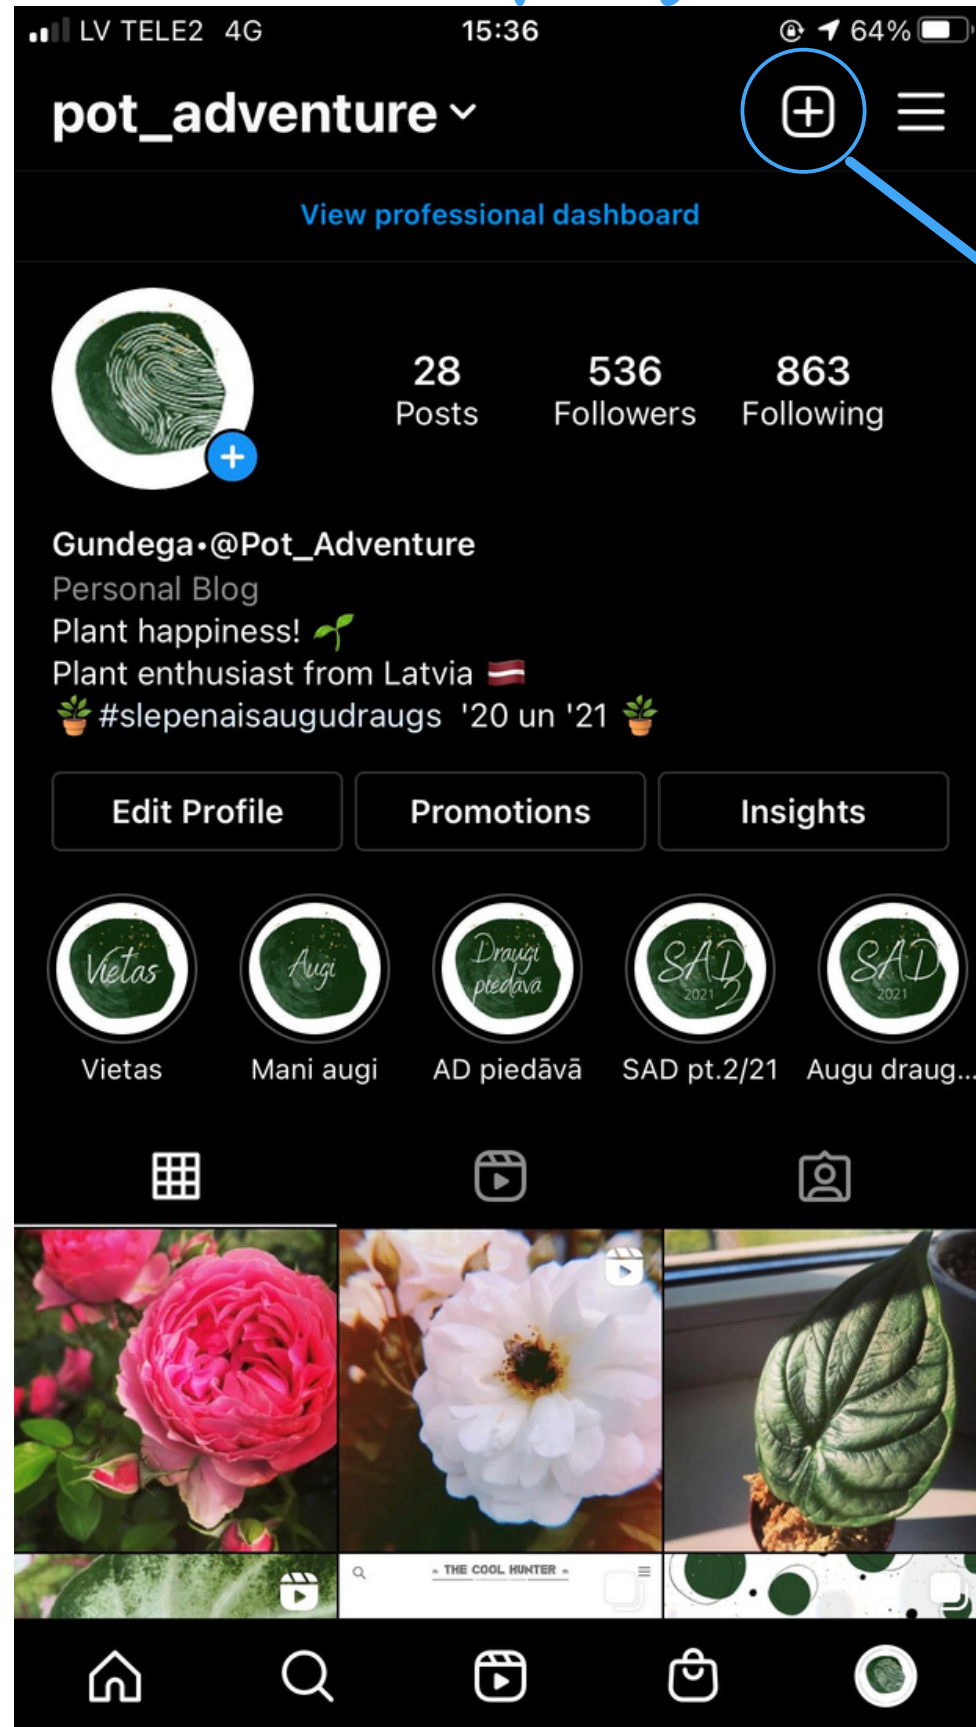 LV TELE2 4G 15:36 64%
pot_adventure
View professional dashboard
28 536 863
Posts Followers Following
Gundega•@Pot_Adventure
Personal Blog
Plant happiness! 🌱
Plant enthusiast from Latvia 🇱🇻
🪴#slepenaisaugudraugs '20 un '21 🪴
Edit Profile Promotions Insights
Vietas
Augi
Draugi
piedāvā
SAD
2
2021
SAD
2021
Vietas Mani augi AD piedāvā SAD pt.2/21 Augu draug...
THE COOL HUNTER